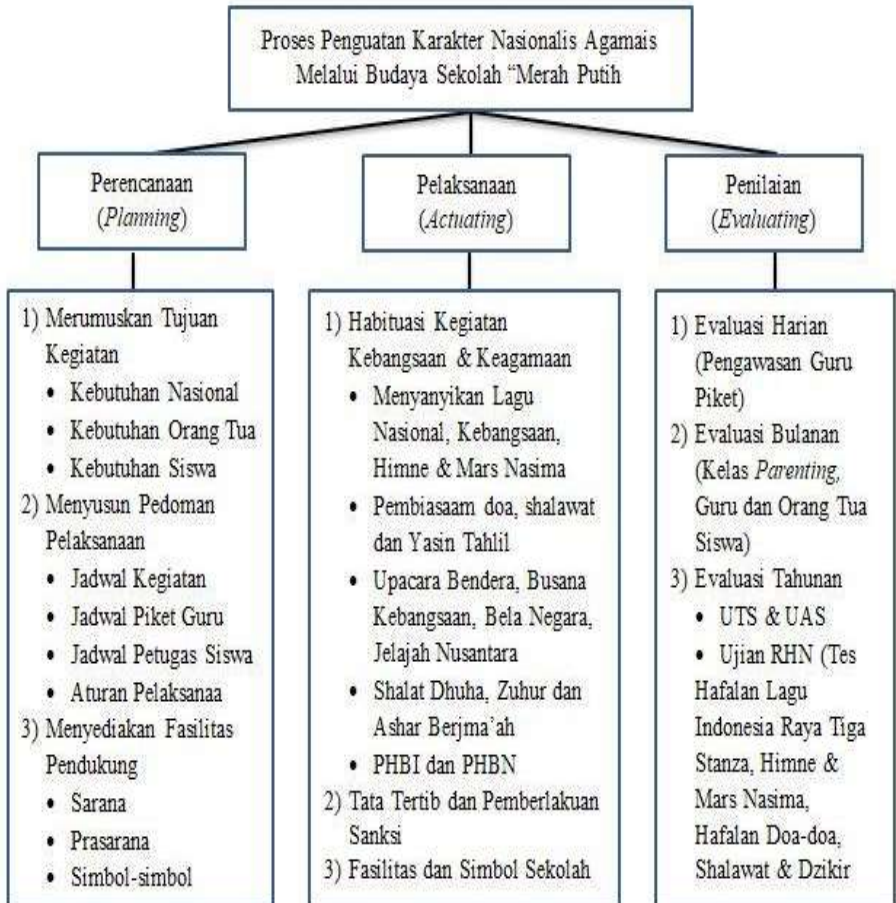 Proses Penguatan Karakter Nasionalis Agamais
Melalui Budaya Sekolah “Merah Putih
Perencanaan
(Planning)
Pelaksanaan
(Actuating)
Penilaian
(Evaluating)
1) Merumuskan Tujuan
Kegiatan
• Kebutuhan Nasional
• Kebutuhan Orang Tua
• Kebutuhan Siswa
2) Menyusun Pedoman
Pelaksanaan
• Jadwal Kegiatan
• Jadwal Piket Guru
• Jadwal Petugas Siswa
• Aturan Pelaksanaa
3) Menyediakan Fasilitas
Pendukung
• Sarana
• Prasarana
• Simbol-simbol
1) Habituasi Kegiatan
Kebangsaan & Keagamaan
• Menyanyikan Lagu
Nasional, Kebangsaan,
Himne & Mars Nasima
• Pembiasaam doa, shalawat
dan Yasin Tahlil
• Upacara Bendera, Busana
Kebangsaan, Bela Negara,
Jelajah Nusantara
• Shalat Dhuha, Zuhur dan
Ashar Berjma’ah
• PHBI dan PHBN
2) Tata Tertib dan Pemberlakuan
Sanksi
3) Fasilitas dan Simbol Sekolah
1) Evaluasi Harian
(Pengawasan Guru
Piket)
2) Evaluasi Bulanan
(Kelas Parenting,
Guru dan Orang Tua
Siswa)
3) Evaluasi Tahunan
• UTS & UAS
• Ujian RHN (Tes
Hafalan Lagu
Indonesia Raya Tiga
Stanza, Himne &
Mars Nasima,
Hafalan Doa-doa,
Shalawat & Dzikir